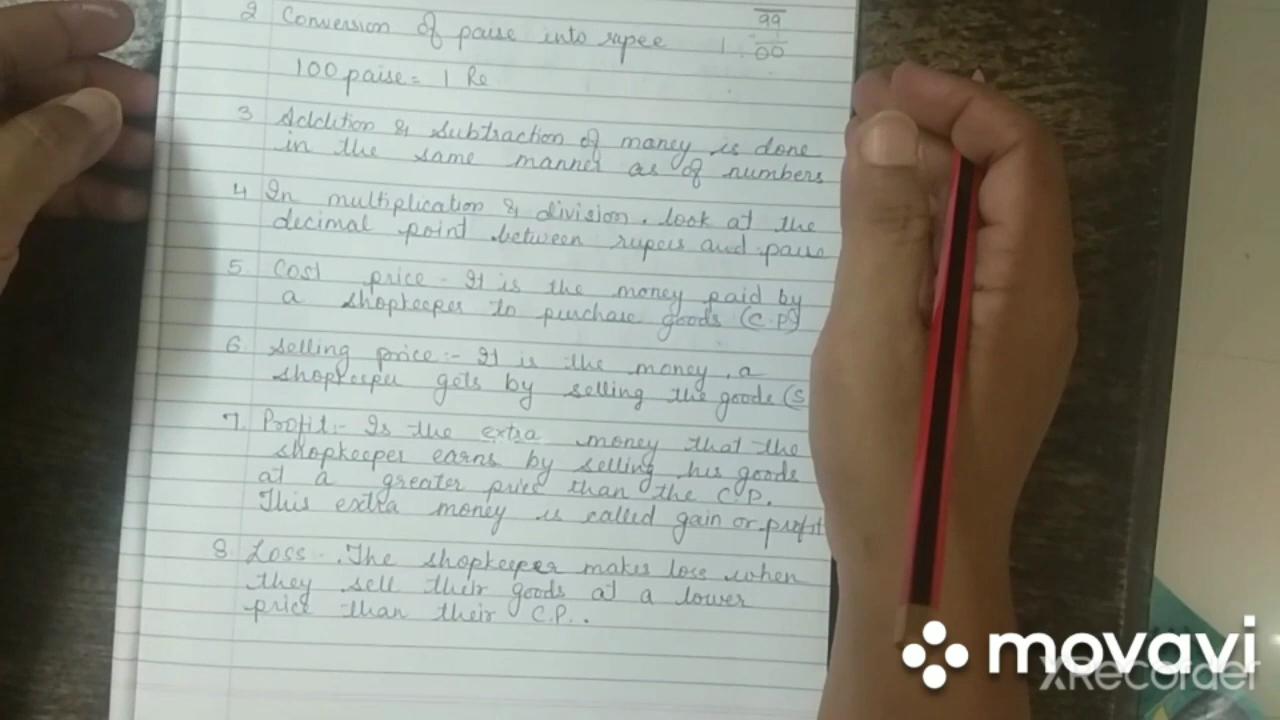 99
2 Conversion of paise into rupee 1. 00
100 paise = 1 Re
3 Addition & subtraction of money is done
in the same manner as of numbers
4 In multiplication & division. look at the
decimal point between rupees and paise
5. Cost price - It is the money paid by
a shopkeeper to purchase goods (C.P)
6. Selling price :- It is the money a
shopkeeper gets by selling the goods (S
7. Profit :- Is the extra money that the
shopkeeper earns by selling his goods
at a greater price than the C.P.
This extra money is called gain or profit
8. Loss - The shopkeeper makes loss when
they sell their goods at a lower
price than their C.P..
movavi
XRecorder